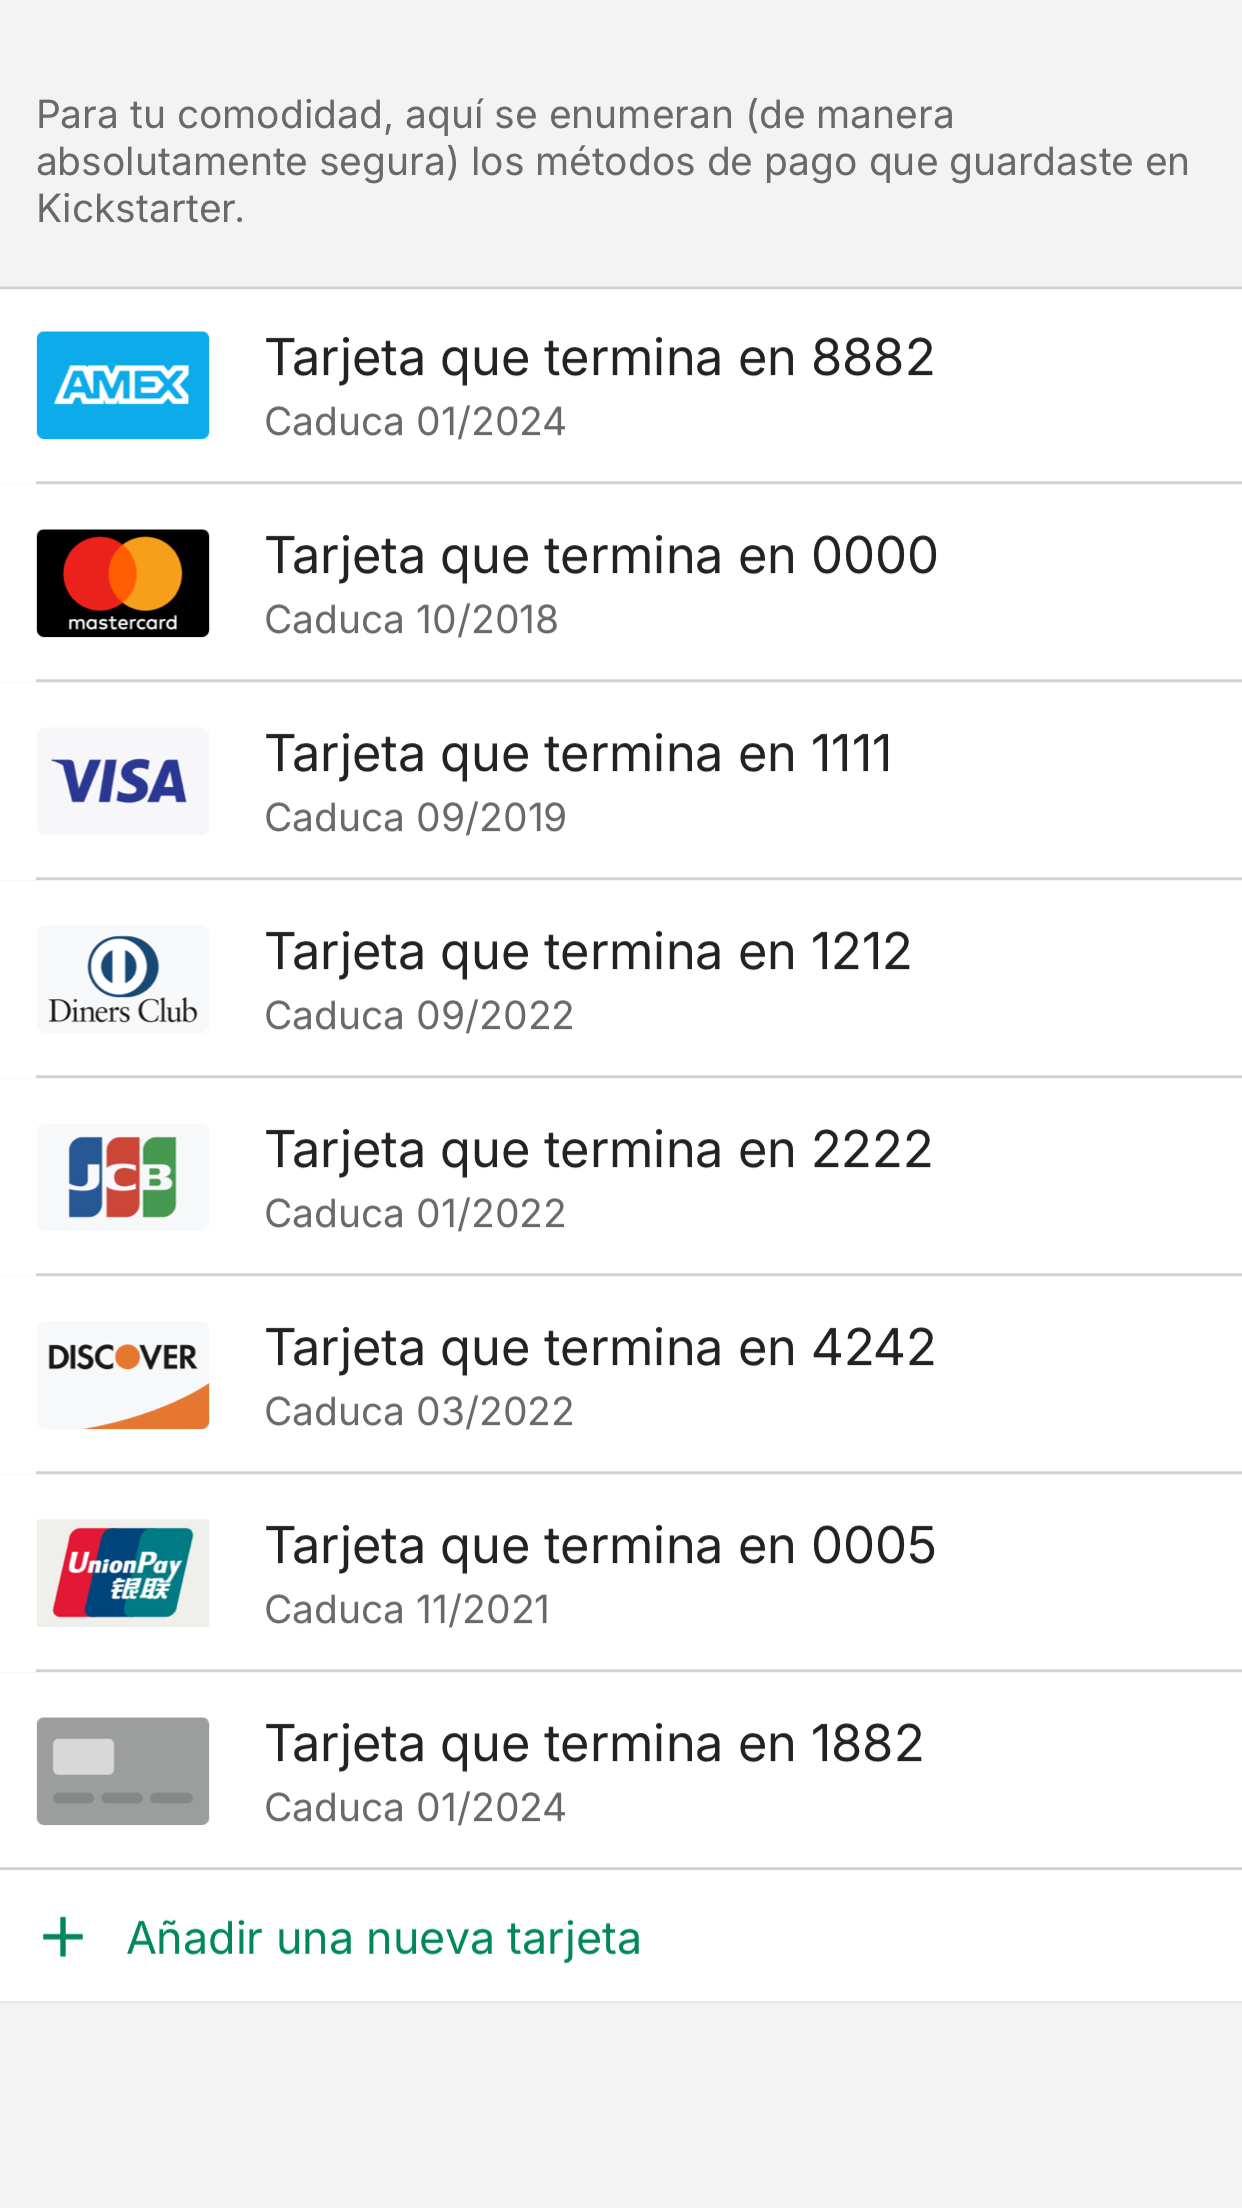 Para tu comodidad, aquí se enumeran (de manera
absolutamente segura) los métodos de pago que guardaste en
Kickstarter.
AMEX
Tarjeta que termina en 8882
Caduca 01/2024
mastercard
Tarjeta que termina en 0000
Caduca 10/2018
VISA
Tarjeta que termina en 1111
Caduca 09/2019
Diners Club
Tarjeta que termina en 1212
Caduca 09/2022
JCB
Tarjeta que termina en 2222
Caduca 01/2022
DISCOVER
Tarjeta que termina en 4242
Caduca 03/2022
UnionPay
银联
Tarjeta que termina en 0005
Caduca 11/2021
Tarjeta que termina en 1882
Caduca 01/2024
+ Añadir una nueva tarjeta